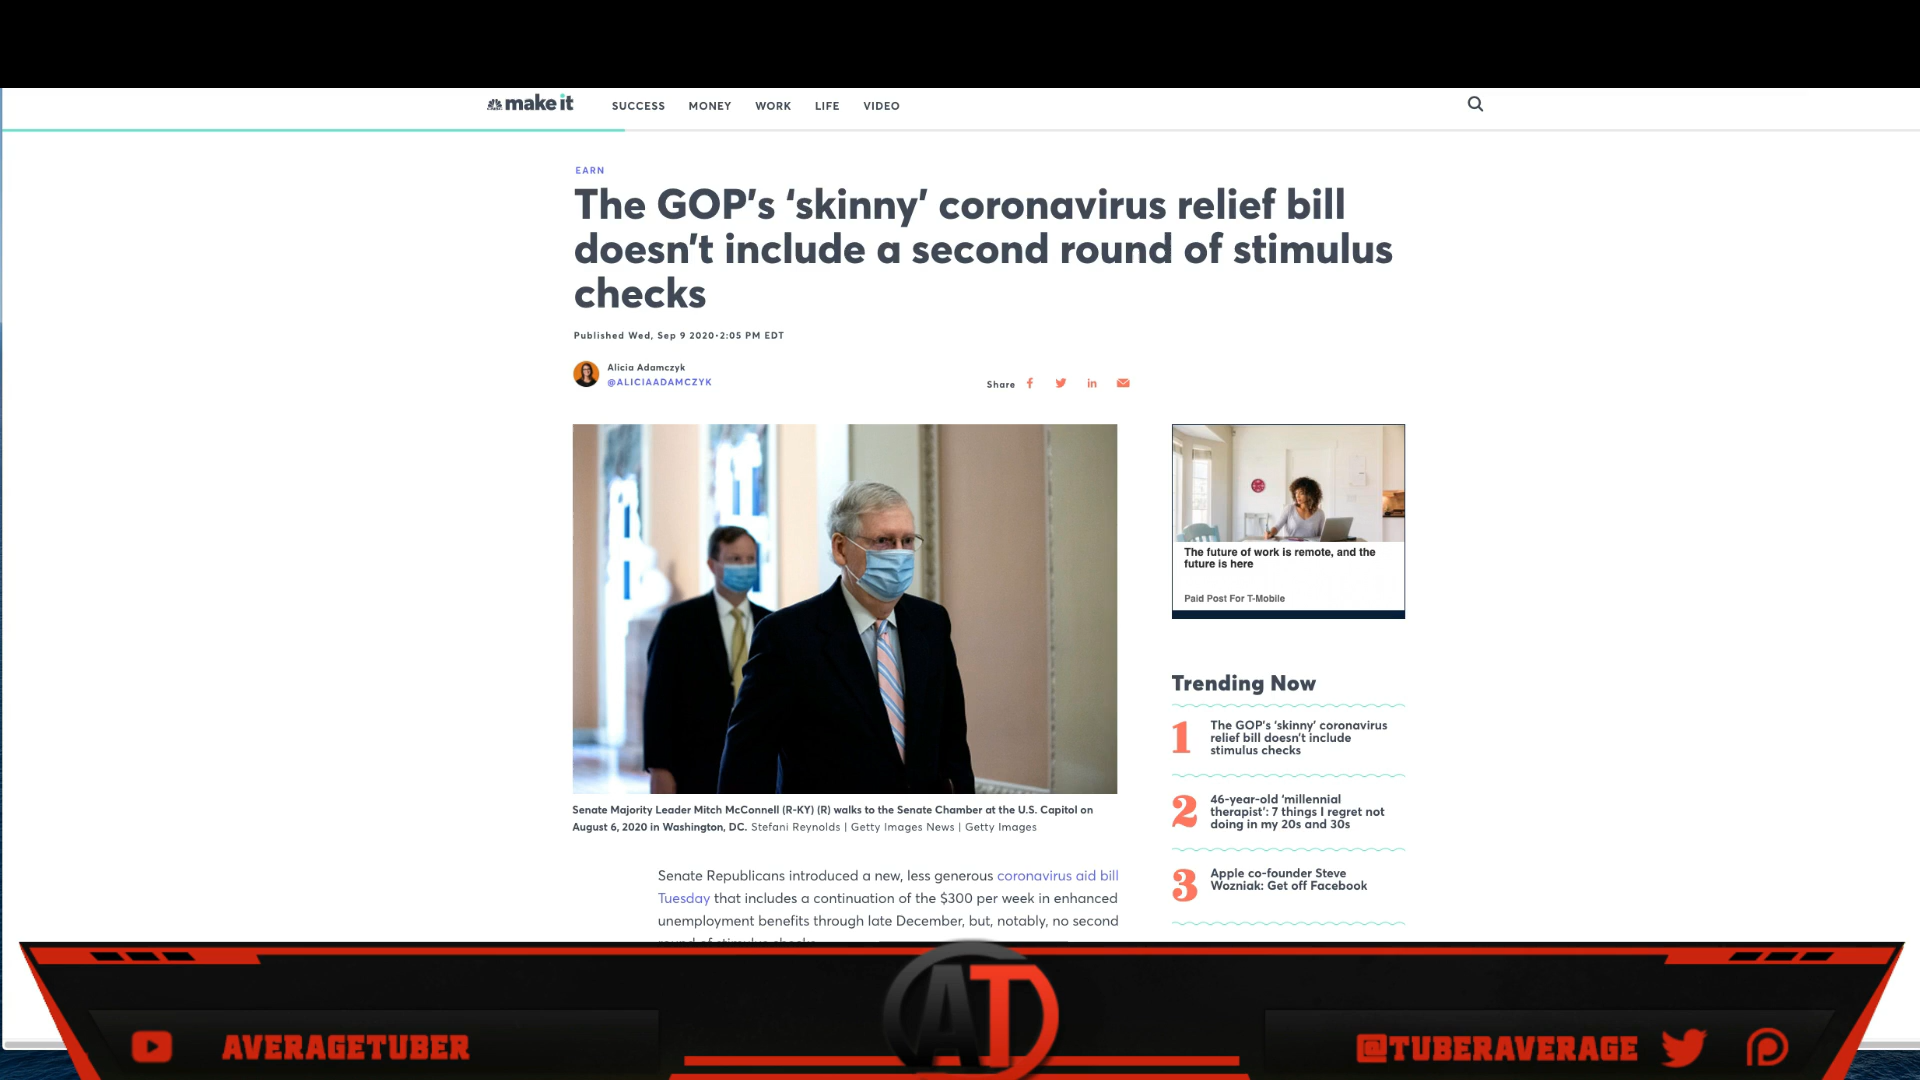 make it
SUCCESS MONEY WORK LIFE VIDEO
EARN
The GOP's ‘skinny’ coronavirus relief bill
doesn't include a second round of stimulus
checks
Published Wed, Sep 9 2020•2:05 PM EDT
Alicia Adamczyk
@ALICIAADAMCZYK
Share
The future of work is remote, and the
future is here
Paid Post For T-Mobile
Senate Majority Leader Mitch McConnell (R-KY) (R) walks to the Senate Chamber at the U.S. Capitol on
August 6, 2020 in Washington, DC. Stefani Reynolds | Getty Images News | Getty Images
Senate Republicans introduced a new, less generous coronavirus aid bill
Tuesday that includes a continuation of the $300 per week in enhanced
unemployment benefits through late December, but, notably, no second
round of stimulus checks
Trending Now
1 The GOP's ‘skinny’ coronavirus
relief bill doesn't include
stimulus checks
2 46-year-old ‘millennial
therapist’: 7 things I regret not
doing in my 20s and 30s
3 Apple co-founder Steve
Wozniak: Get off Facebook
AT
AVERAGETUBER
@TUBERAVERAGE